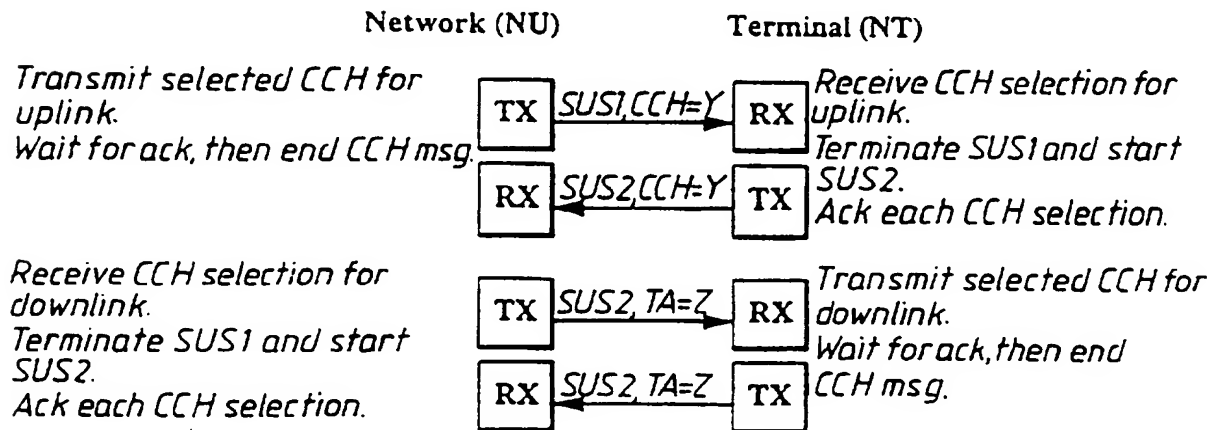 Network (NU) Terminal (NT)
Transmit selected CCH for
uplink.
Wait for ack, then end CCH msg.
TX SUS1,CCH=Y RX
RX SUS2,CCH=Y TX
Receive CCH selection for
uplink.
Terminate SUS1 and start
SUS2.
Ack each CCH selection.
Receive CCH selection for
downlink.
Terminate SUS1 and start
SUS2.
Ack each CCH selection.
TX SUS2, TA=Z RX
RX SUS2, TA=Z TX
Transmit selected CCH for
downlink.
Wait for ack, then end
CCH msg.